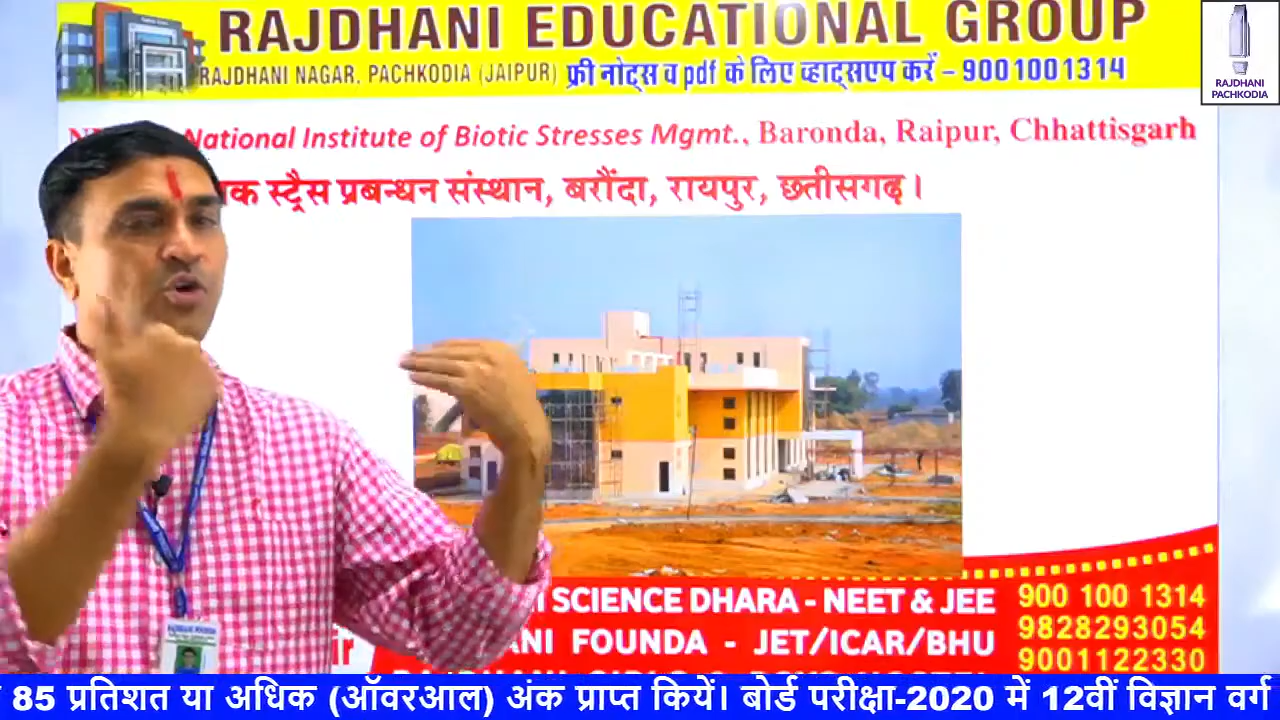 RAJDHANI EDUCATIONAL GROUP
RAJDHANI NAGAR, PACHKODIA (JAIPUR) फ्री नोट्स व pdf के लिए व्हाट्सएप करें – 9001001314
RAJDHANI
PACHKODIA
National Institute of Biotic Stresses Mgmt., Baronda, Raipur, Chhattisgarh
स्ट्रैस प्रबन्धन संस्थान, बरौंदा, रायपुर, छत्तीसगढ़।
SCIENCE DHARA - NEET & JEE 900 100 1314
FOUNDA - JET/ICAR/BHU 9828293054
9001122330
85 प्रतिशत या अधिक (ऑवरआल) अंक प्राप्त कियें। बोर्ड परीक्षा-2020 में 12वीं विज्ञान वर्ग